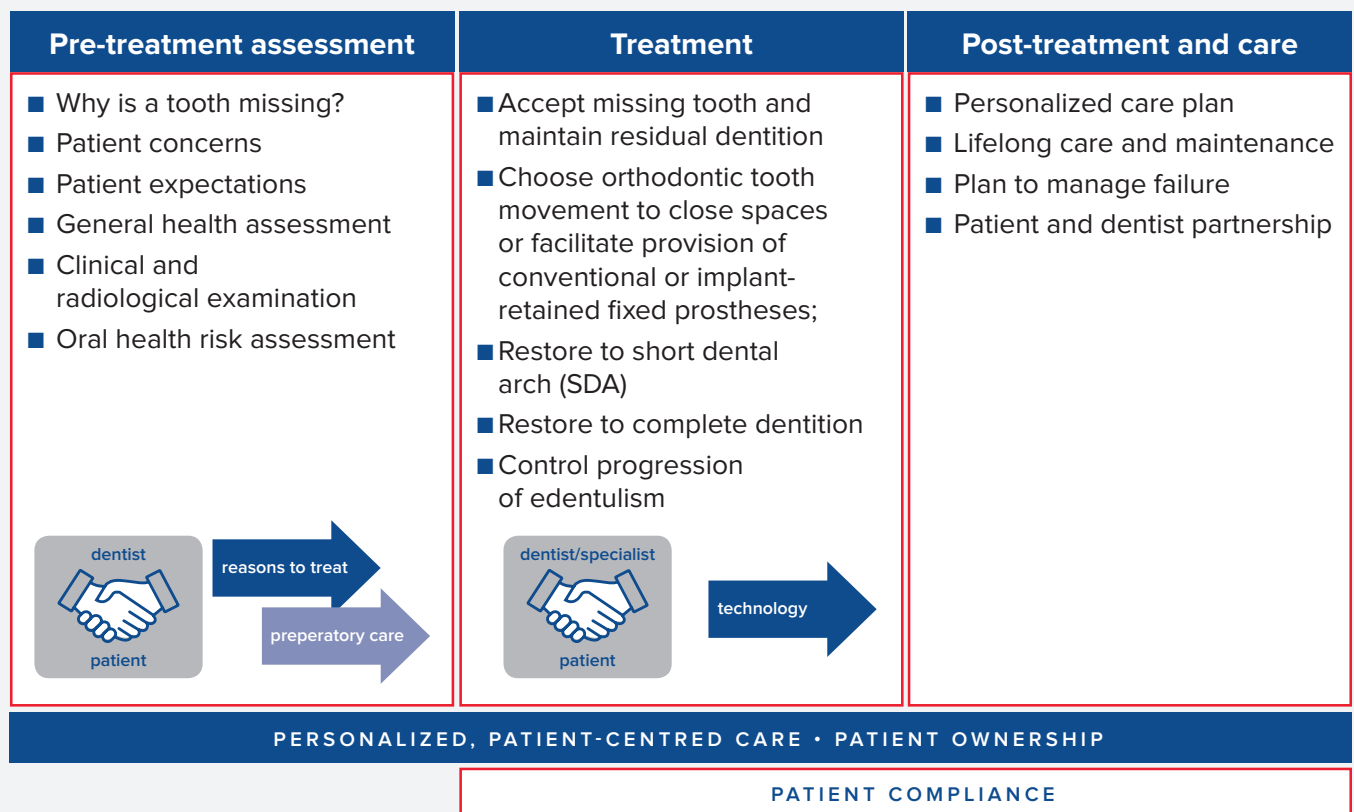 Pre-treatment assessment
Why is a tooth missing?
Patient concerns
Patient expectations
General health assessment
Clinical and
radiological examination
Oral health risk assessment
dentist
patient
reasons to treat
preperatory care
Treatment
Accept missing tooth and
maintain residual dentition
Choose orthodontic tooth
movement to close spaces
or facilitate provision of
conventional or implant-
retained fixed prostheses;
Restore to short dental
arch (SDA)
Restore to complete dentition
Control progression
of edentulism
dentist/specialist
patient
technology
Post-treatment and care
Personalized care plan
Lifelong care and maintenance
Plan to manage failure
Patient and dentist partnership
PERSONALIZED, PATIENT-CENTRED CARE • PATIENT OWNERSHIP
PATIENT COMPLIANCE